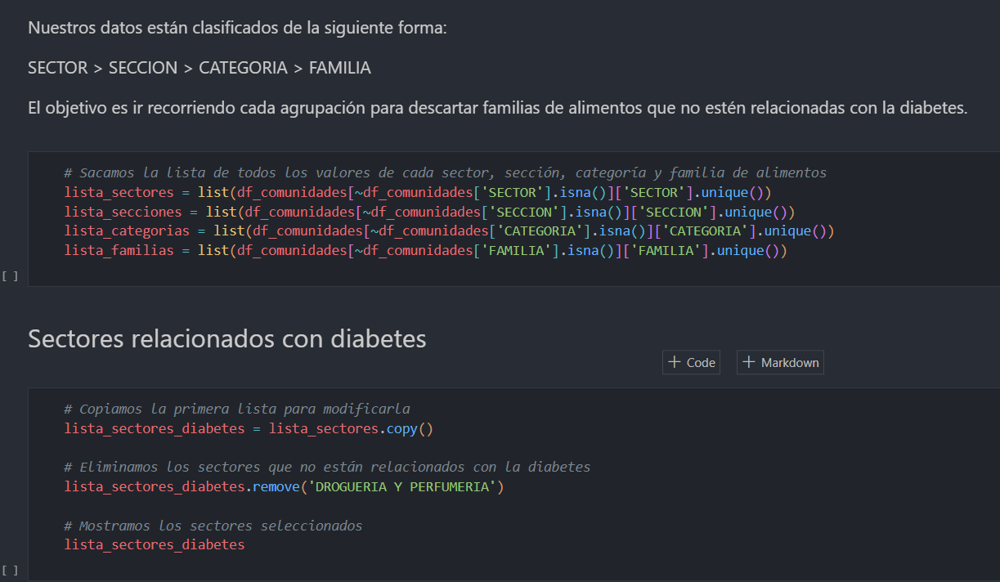 Nuestros datos están clasificados de la siguiente forma:
SECTOR > SECCION > CATEGORIA > FAMILIA
El objetivo es ir recorriendo cada agrupación para descartar familias de alimentos que no estén relacionadas con la diabetes.
# Sacamos la lista de todos los valores de cada sector, sección, categoría y familia de alimentos
lista_sectores = list(df_comunidades[~df_comunidades['SECTOR'].isna()]['SECTOR'].unique())
lista_secciones = list(df_comunidades[~df_comunidades['SECCION'].isna()]['SECCION'].unique())
lista_categorias = list(df_comunidades[~df_comunidades['CATEGORIA'].isna()]['CATEGORIA'].unique())
lista_familias = list(df_comunidades[~df_comunidades['FAMILIA'].isna()]['FAMILIA'].unique())
[ ]
Sectores relacionados con diabetes
+ Code + Markdown
# Copiamos la primera lista para modificarla
lista_sectores_diabetes = lista_sectores.copy()
# Eliminamos los sectores que no están relacionados con la diabetes
lista_sectores_diabetes.remove('DROGUERIA Y PERFUMERIA')
# Mostramos los sectores seleccionados
lista_sectores_diabetes
[ ]